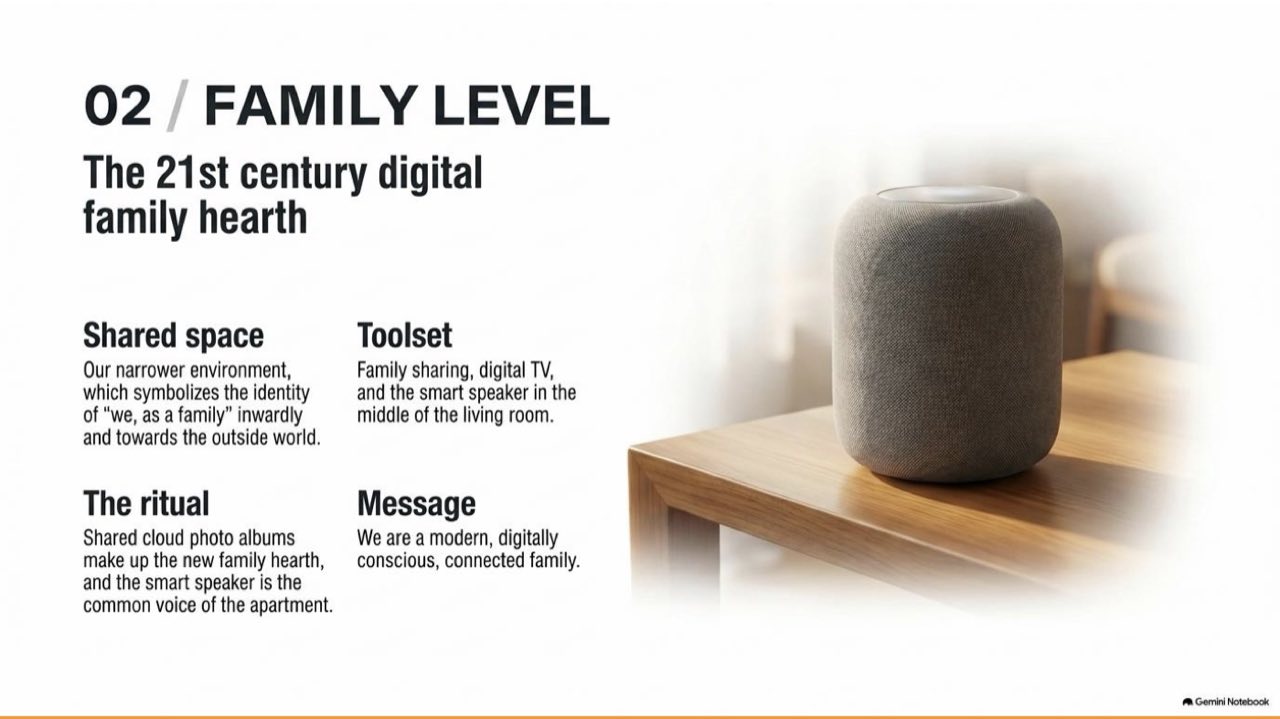 02 / FAMILY LEVEL
The 21st century digital
family hearth
Shared space
Our narrower environment,
which symbolizes the identity
of “we, as a family” inwardly
and towards the outside world.
Toolset
Family sharing, digital TV,
and the smart speaker in the
middle of the living room.
The ritual
Shared cloud photo albums
make up the new family hearth,
and the smart speaker is the
common voice of the apartment.
Message
We are a modern, digitally
conscious, connected family.
Gemini Notebook